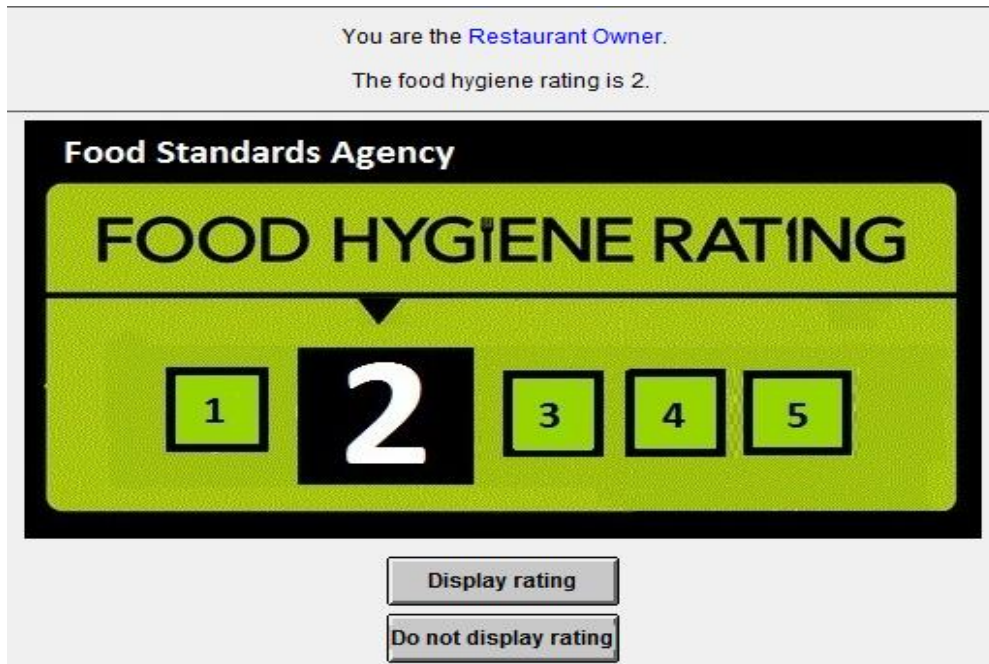 You are the Restaurant Owner.
The food hygiene rating is 2.
Food Standards Agency
FOOD HYGIENE RATING
1 2 3 4 5
Display rating
Do not display rating